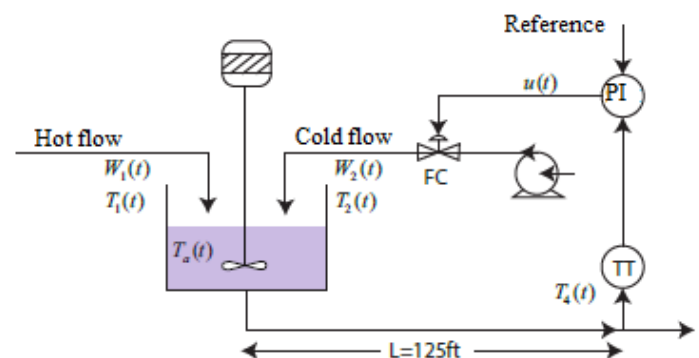 Reference
u(t)
PI
Hot flow
Cold flow
W₁(t)
W₂(t)
FC
T₁(t)
T₂(t)
Tₐ(t)
TT
T₄(t)
L=125ft